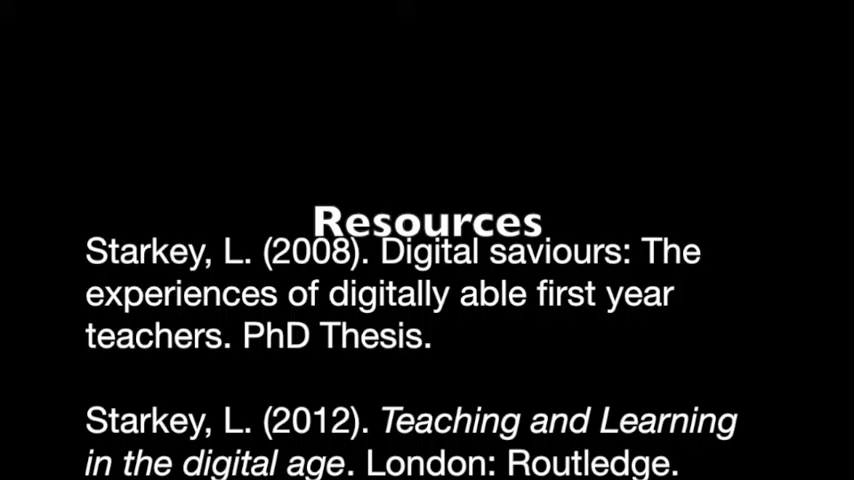 Resources
Starkey, L. (2008). Digital saviours: The
experiences of digitally able first year
teachers. PhD Thesis.
Starkey, L. (2012). Teaching and Learning
in the digital age. London: Routledge.